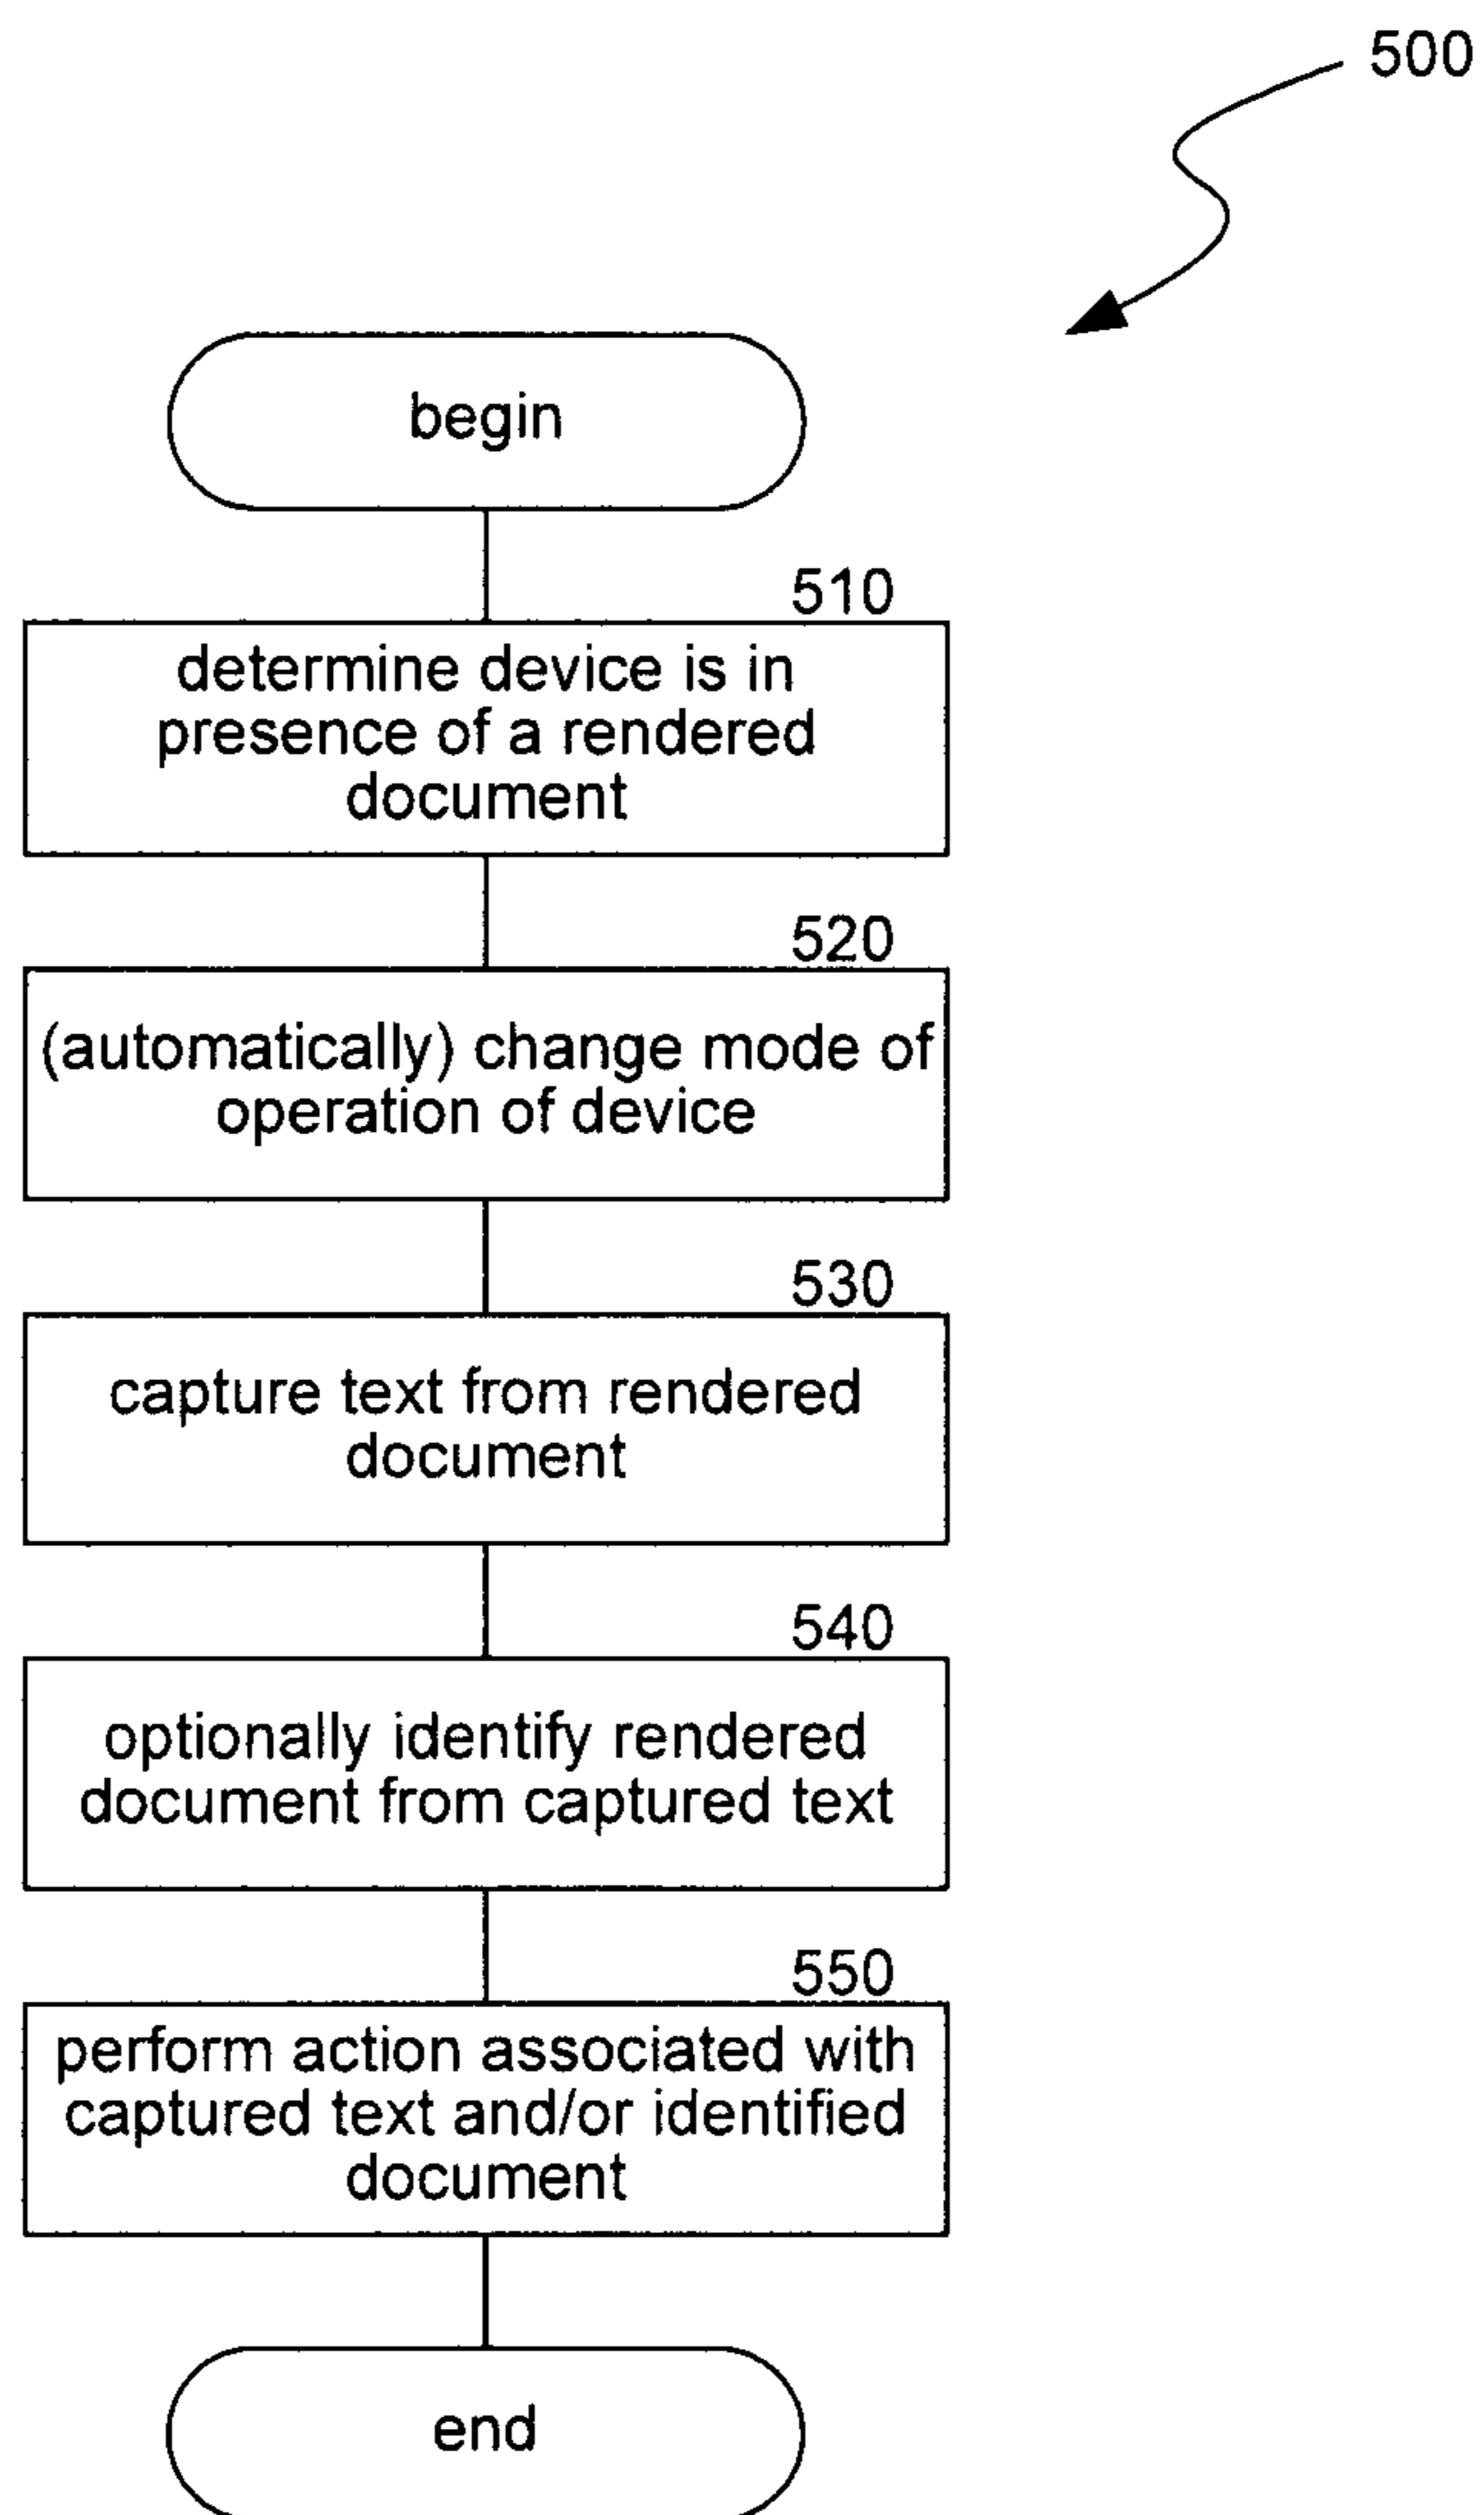 500
begin
510
determine device is in
presence of a rendered
document
520
(automatically) change mode of
operation of device
530
capture text from rendered
document
540
optionally identify rendered
document from captured text
550
perform action associated with
captured text and/or identified
document
end